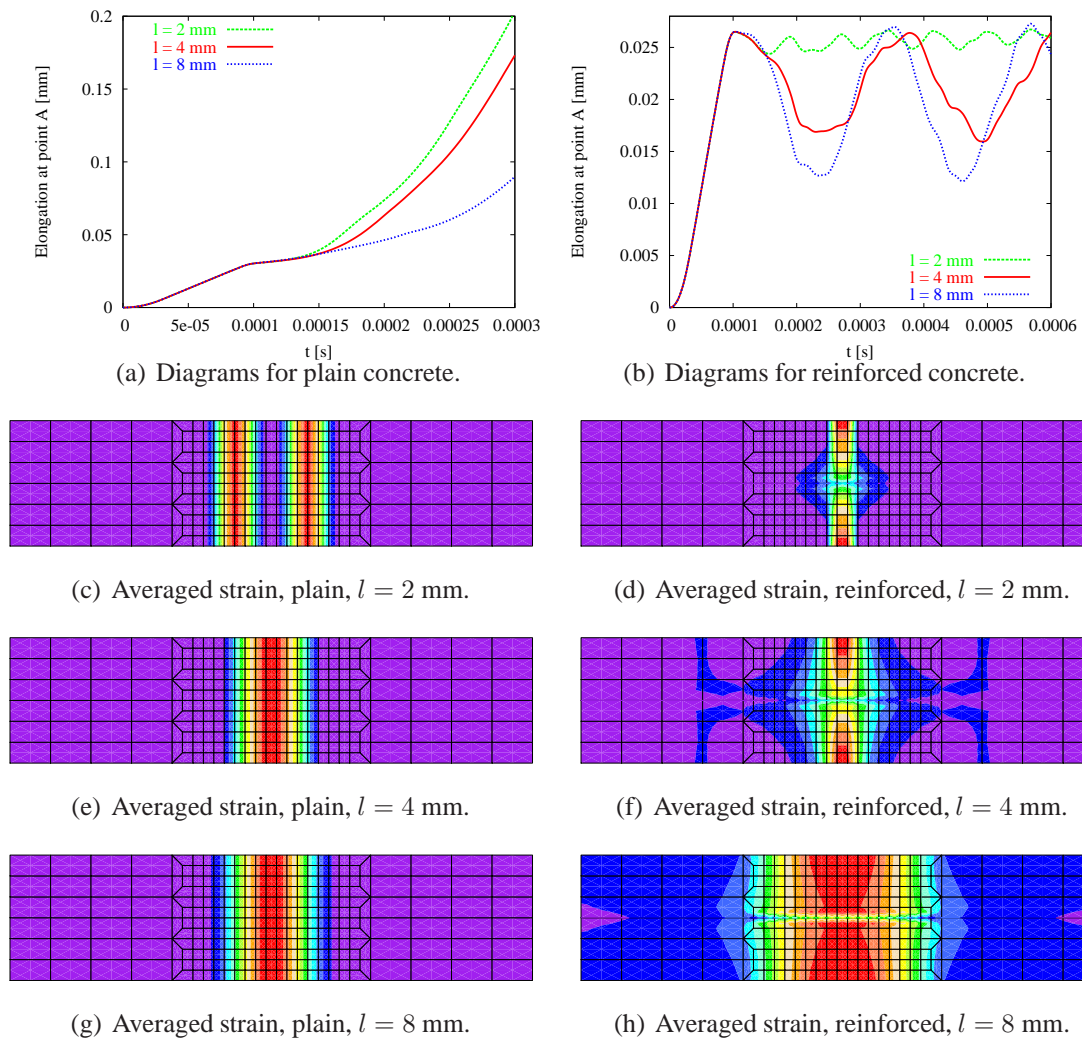 0.2
0.15
0.1
0.05
0
0
5e-05
0.0001
0.00015
0.0002
0.00025
0.0003
Elongation at point A [mm]
t [s]
l = 2 mm
l = 4 mm
l = 8 mm
(a) Diagrams for plain concrete.
0.025
0.02
0.015
0.01
0.005
0
0
0.0001
0.0002
0.0003
0.0004
0.0005
0.0006
Elongation at point A [mm]
t [s]
l = 2 mm
l = 4 mm
l = 8 mm
(b) Diagrams for reinforced concrete.
(c) Averaged strain, plain, l = 2 mm.
(d) Averaged strain, reinforced, l = 2 mm.
(e) Averaged strain, plain, l = 4 mm.
(f) Averaged strain, reinforced, l = 4 mm.
(g) Averaged strain, plain, l = 8 mm.
(h) Averaged strain, reinforced, l = 8 mm.